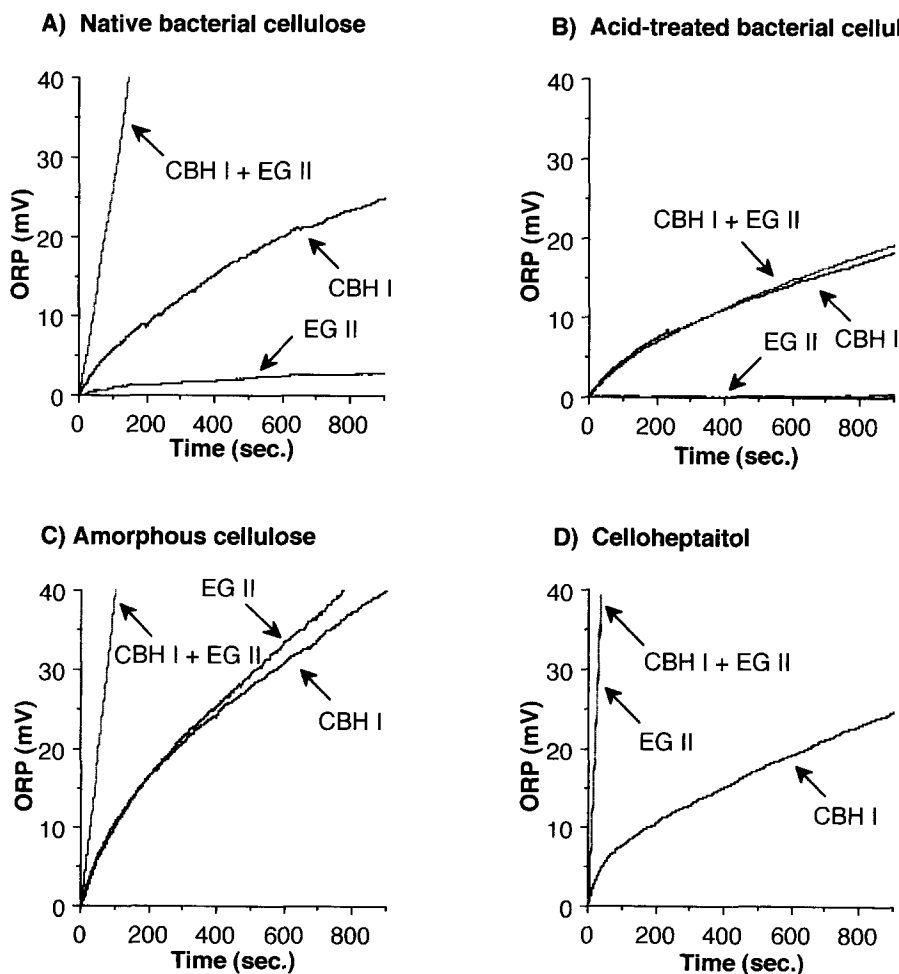 A) Native bacterial cellulose
40
30
20
10
0
ORP (mV)
CBH I + EG II
CBH I
EG II
0 200 400 600 800
Time (sec.)
B) Acid-treated bacterial cellul
40
30
20
10
0
ORP (mV)
CBH I + EG II
EG II
CBH I
0 200 400 600 800
Time (sec.)
C) Amorphous cellulose
40
30
20
10
0
ORP (mV)
EG II
CBH I + EG II
CBH I
0 200 400 600 800
Time (sec.)
D) Celloheptaitol
40
30
20
10
0
ORP (mV)
CBH I + EG II
EG II
CBH I
0 200 400 600 800
Time (sec.)